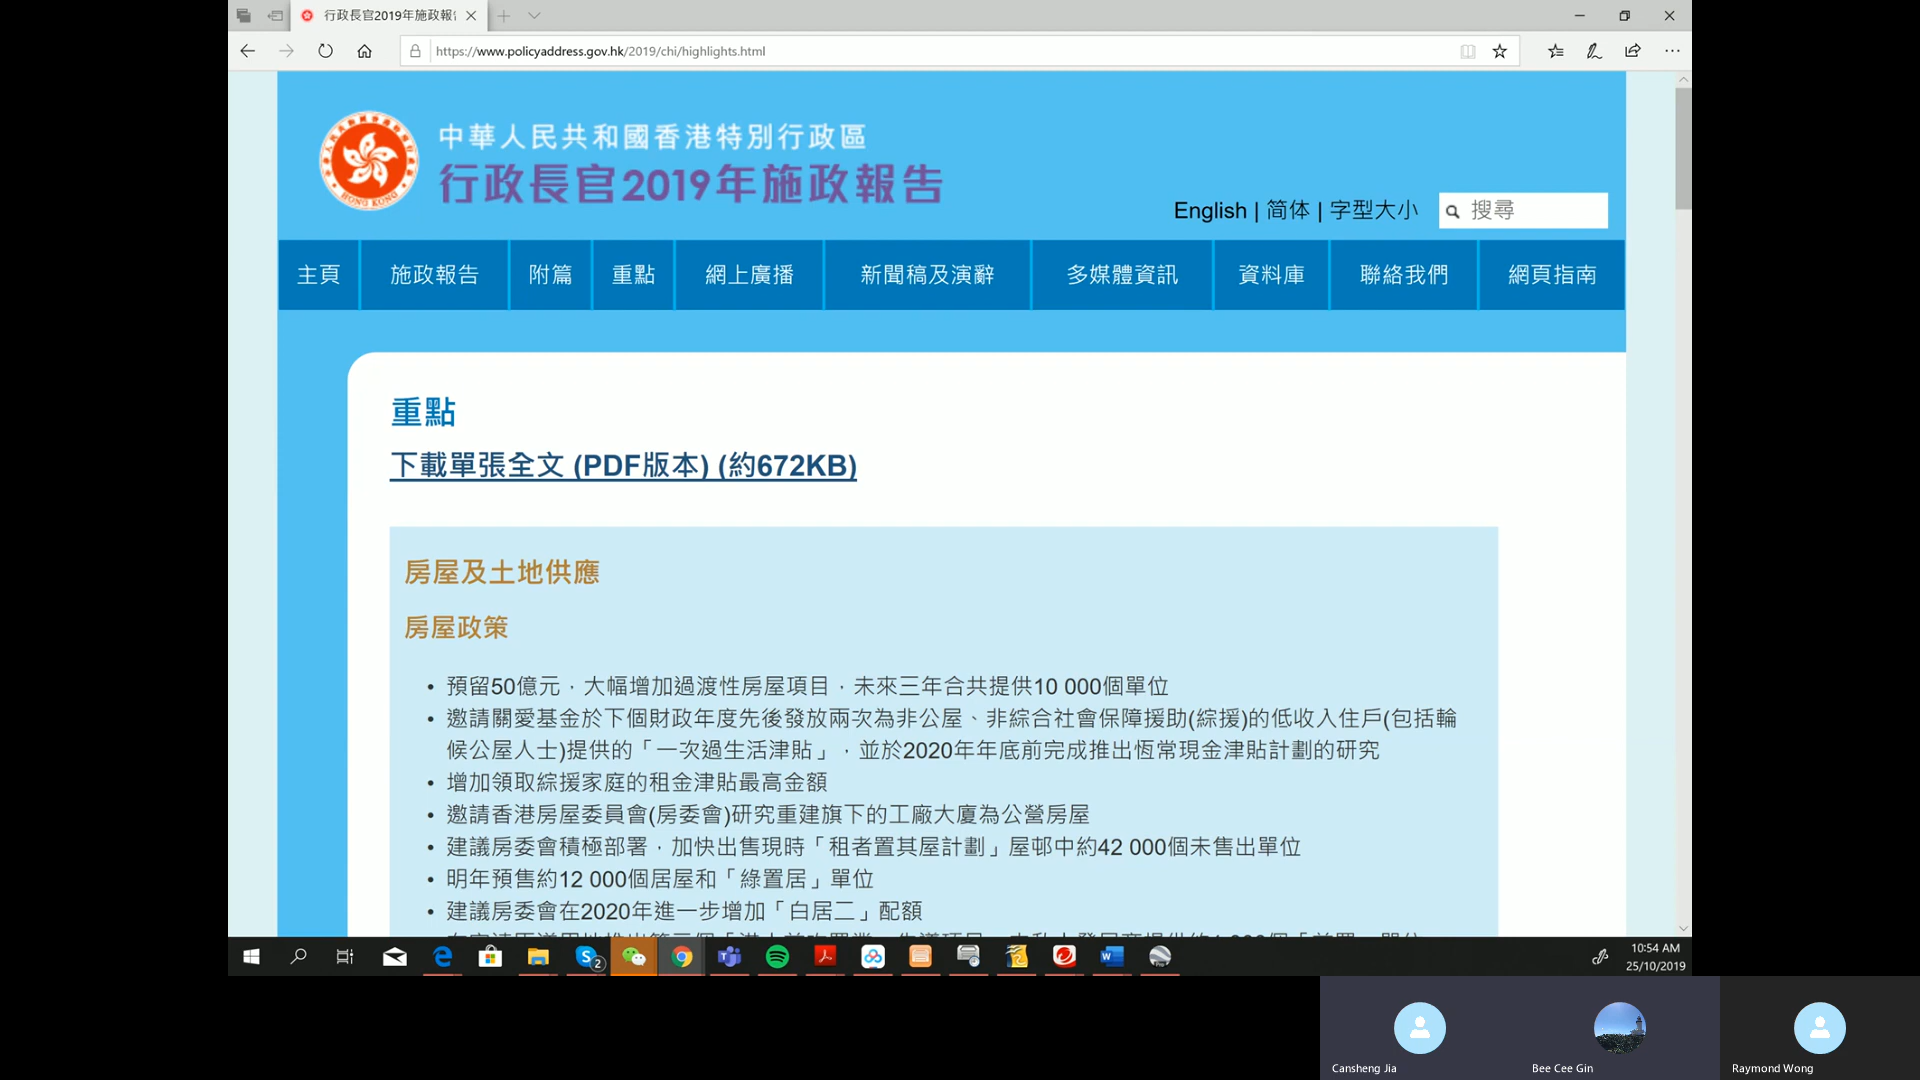 行政長官2019年施政報告
https://www.policyaddress.gov.hk/2019/chi/highlights.html
中華人民共和國香港特別行政區
行政長官2019年施政報告
English | 简体 | 字型大小
搜尋
主頁 施政報告 附篇 重點 網上廣播 新聞稿及演辭 多媒體資訊 資料庫 聯絡我們 網頁指南
重點
下載單張全文 (PDF版本) (約672KB)
房屋及土地供應
房屋政策
• 預留50億元，大幅增加過渡性房屋項目，未來三年合共提供10 000個單位
• 邀請關愛基金於下個財政年度先後發放兩次為非公屋、非綜合社會保障援助(綜援)的低收入住戶(包括輪
候公屋人士)提供的「一次過生活津貼」，並於2020年年底前完成推出恆常現金津貼計劃的研究
• 增加領取綜援家庭的租金津貼最高金額
• 邀請香港房屋委員會(房委會)研究重建旗下的工廠大廈為公營房屋
• 建議房委會積極部署，加快出售現時「租者置其屋計劃」屋邨中約42 000個未售出單位
• 明年預售約12 000個居屋和「綠置居」單位
• 建議房委會在2020年進一步增加「白居二」配額
2
10:54 AM
25/10/2019
Cansheng Jia
Bee Cee Gin
Raymond Wong